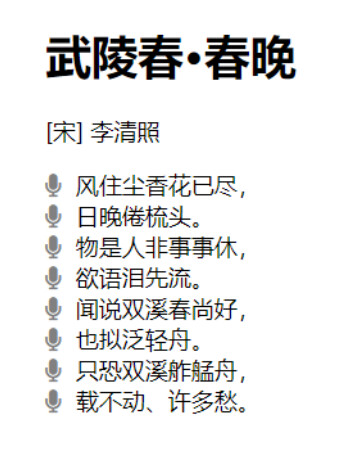 武陵春•春晚
[宋] 李清照
风住尘香花已尽，
日晚倦梳头。
物是人非事事休，
欲语泪先流。
闻说双溪春尚好，
也拟泛轻舟。
只恐双溪舴艋舟，
载不动、许多愁。